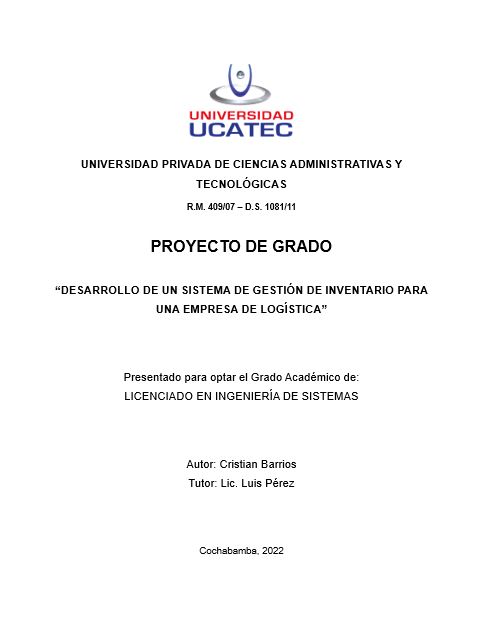 UNIVERSIDAD
UCATEC
UNIVERSIDAD PRIVADA DE CIENCIAS ADMINISTRATIVAS Y
TECNOLÓGICAS
R.M. 409/07 – D.S. 1081/11
PROYECTO DE GRADO
“DESARROLLO DE UN SISTEMA DE GESTIÓN DE INVENTARIO PARA
UNA EMPRESA DE LOGÍSTICA”
Presentado para optar el Grado Académico de:
LICENCIADO EN INGENIERÍA DE SISTEMAS
Autor: Cristian Barrios
Tutor: Lic. Luis Pérez
Cochabamba, 2022